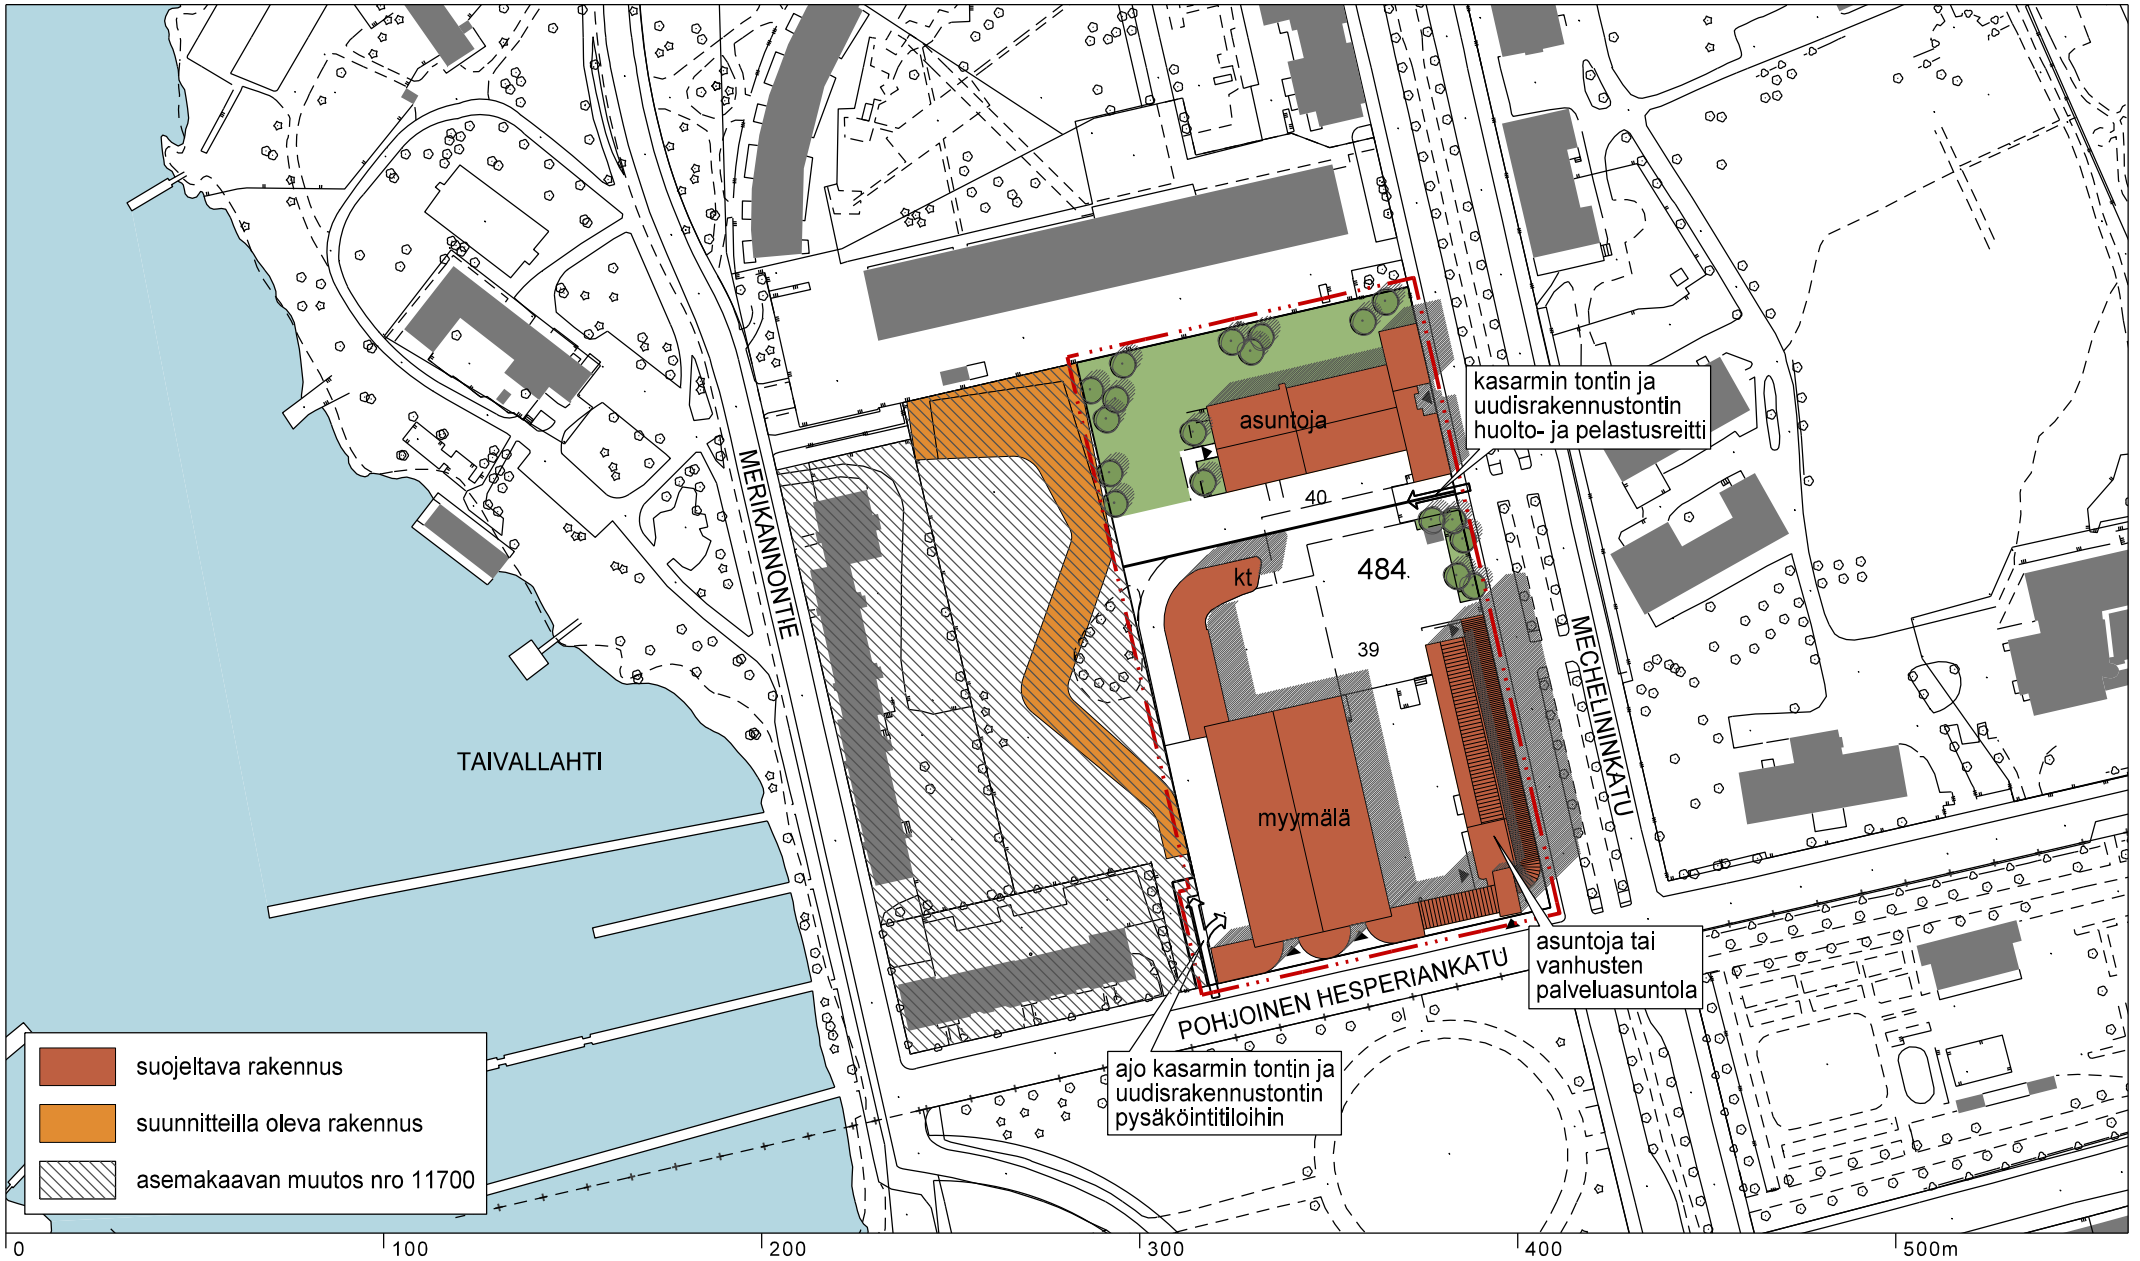 kasarmin tontin ja
uudisrakennustontin
huolto- ja pelastusreitti
asuntoja
40
MERIKANNONTIE
kt
484
39
MECHELININKATU
TAIVALLAHTI
myymälä
asuntoja tai
vanhusten
palveluasuntola
POHJOINEN HESPERIANKATU
ajo kasarmin tontin ja
uudisrakennustontin
pysäköintitiloihin
suojeltava rakennus
suunnitteilla oleva rakennus
asemakaavan muutos nro 11700
0 100 200 300 400 500m